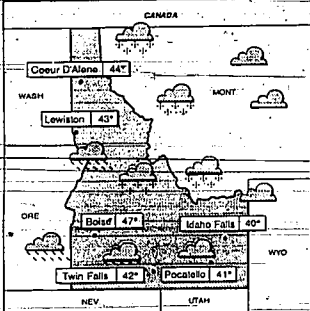 CANADA
Coeur D'Alene 44°
WASH
MONT.
Lewiston 43°
ORE
Boise 47°
Idaho Falls 40°
WYO
Twin Falls 42°
Pocatello 41°
NEV
UTAH